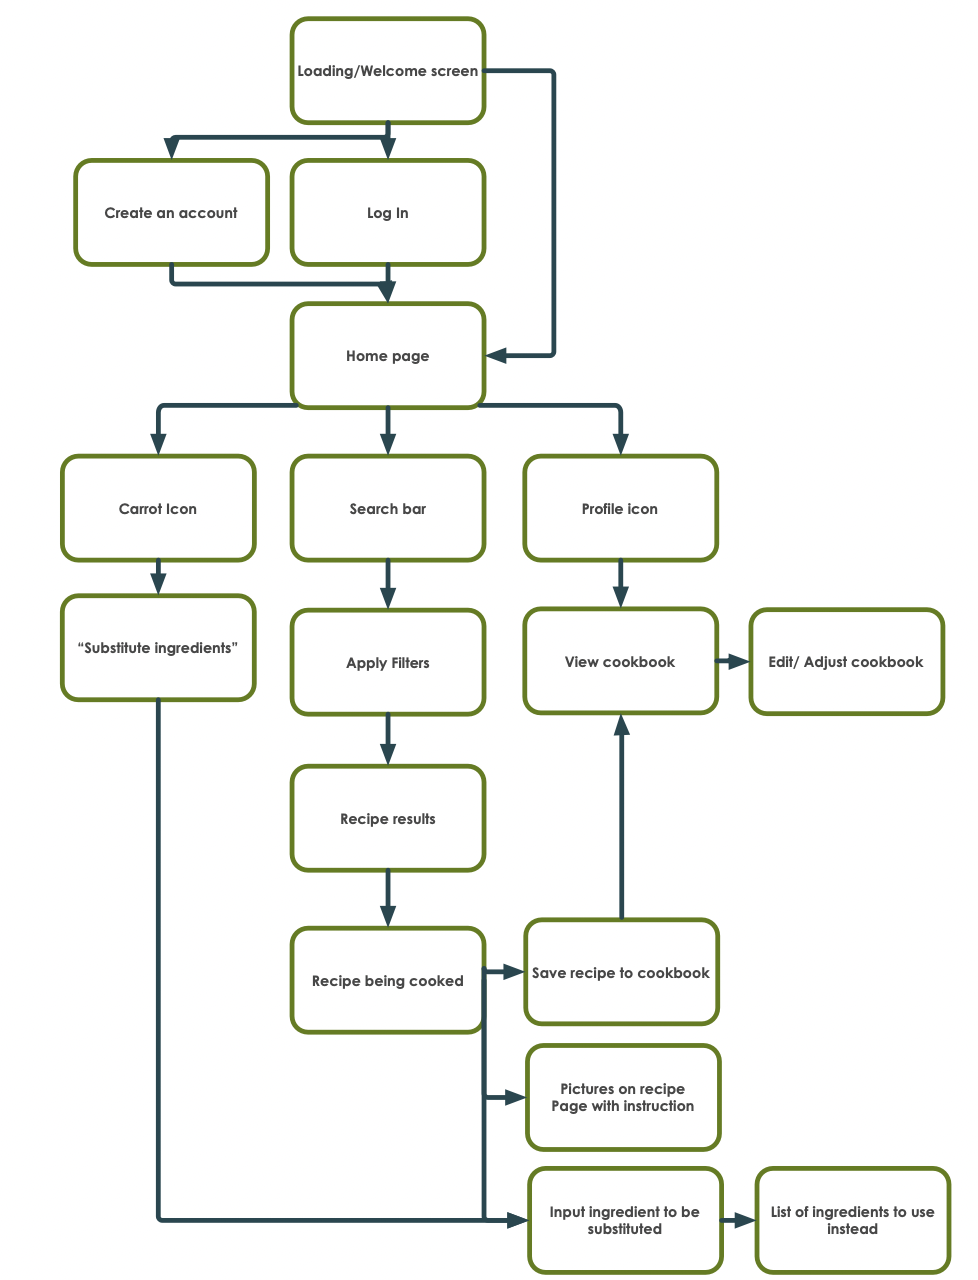 Loading/Welcome screen
Create an account
Log In
Home page
Carrot Icon
Search bar
Profile icon
“Substitute ingredients”
Apply Filters
View cookbook
Edit/ Adjust cookbook
Recipe results
Recipe being cooked
Save recipe to cookbook
Pictures on recipe
Page with instruction
Input ingredient to be
substituted
List of ingredients to use
instead